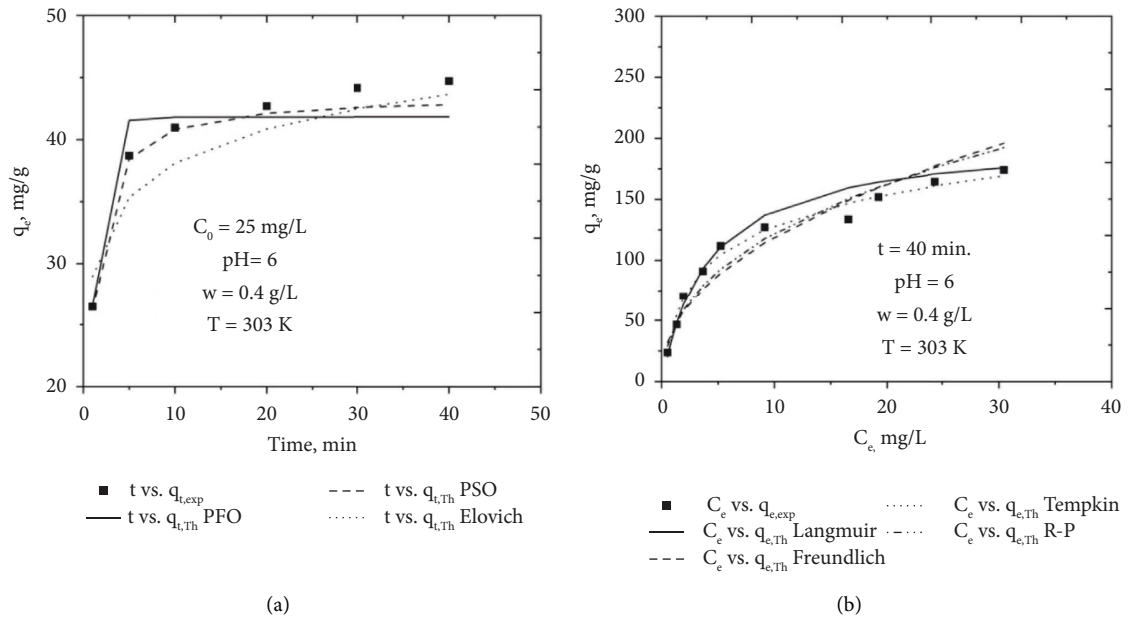 50
40
30
20
q_e, mg/g
C_0 = 25 mg/L
pH= 6
w = 0.4 g/L
T = 303 K
0 10 20 30 40 50
Time, min
t vs. q_t,exp
t vs. q_t,Th PFO
t vs. q_t,Th PSO
t vs. q_t,Th Elovich
(a)
300
250
200
150
100
50
0
q_e, mg/g
t = 40 min.
pH = 6
w = 0.4 g/L
T = 303 K
0 10 20 30 40
C_e, mg/L
C_e vs. q_e,exp
C_e vs. q_e,Th Langmuir
C_e vs. q_e,Th Freundlich
C_e vs. q_e,Th Tempkin
C_e vs. q_e,Th R-P
(b)